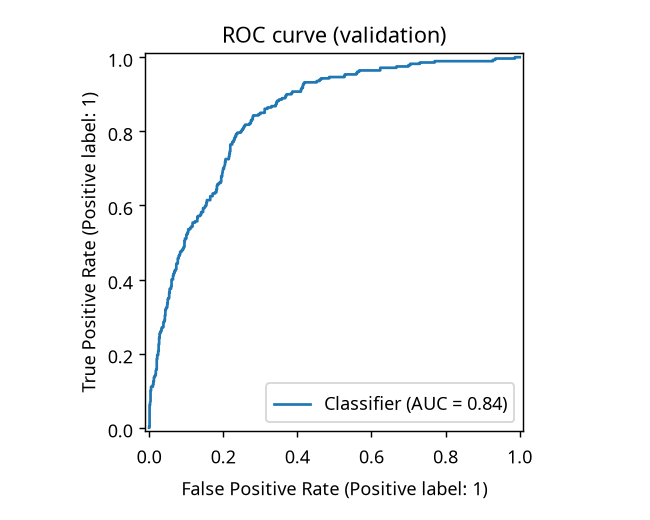 ROC curve (validation)
True Positive Rate (Positive label: 1)
1.0
0.8
0.6
0.4
0.2
0.0
Classifier (AUC = 0.84)
0.0 0.2 0.4 0.6 0.8 1.0
False Positive Rate (Positive label: 1)